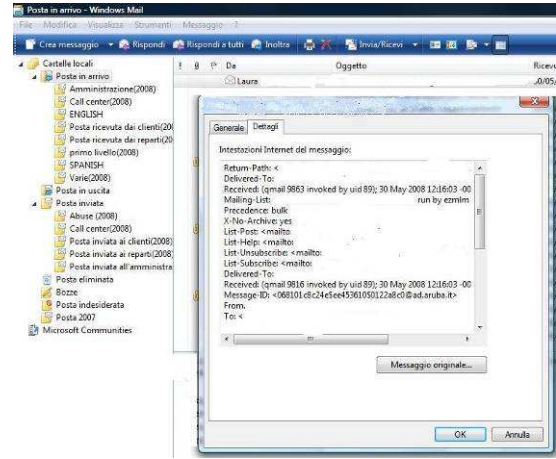 Posta in arrivo - Windows Mail
File Modifica Visualizza Strumenti Messaggio ?
Crea messaggio Rispondi Rispondi a tutti Inoltra Invia/Ricevi
Cartelle locali
Posta in arrivo
Amministrazione(2008)
Call center(2008)
ENGLISH
Posta ricevuta dai clienti(20
Posta ricevuta dai reparti(20
primo livello(2008)
SPANISH
Varie(2008)
Posta in uscita
Posta inviata
Abuse (2008)
Call center(2008)
Posta inviata ai clienti(2008)
Posta inviata ai reparti(2008)
Posta inviata all'amministra
Posta eliminata
Bozze
Posta indesiderata
Posta 2007
Microsoft Communities
! Da Oggetto Ricevu
Laura
Generale Dettagli
Intestazioni Internet del messaggio:
Return-Path: <
Delivered-To:
Received: (qmail 9863 invoked by uid 89); 30 May 2008 12:16:03 -00
Mailing-List: run by ezmlm
Precedence: bulk
X-No-Archive: yes
List-Post: <mailto:
List-Help: <mailto:
List-Unsubscribe: <mailto:
List-Subscribe: <mailto:
Delivered-To:
Received: (qmail 9816 invoked by uid 89); 30 May 2008 12:16:03 -00
Message-ID: <068101c8c24e5ee45361050122a8c0@ad.aruba.it>
From.
To: <
Messaggio originale...
OK Annulla